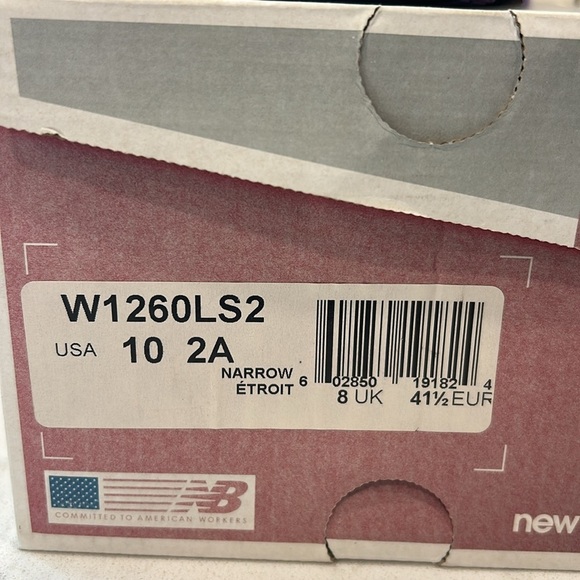 W1260LS2
USA 10 2A
NARROW
ÉTROIT
6 02850 19182 4
8 UK 41½ EUR
NB
COMMITTED TO AMERICAN WORKERS
new